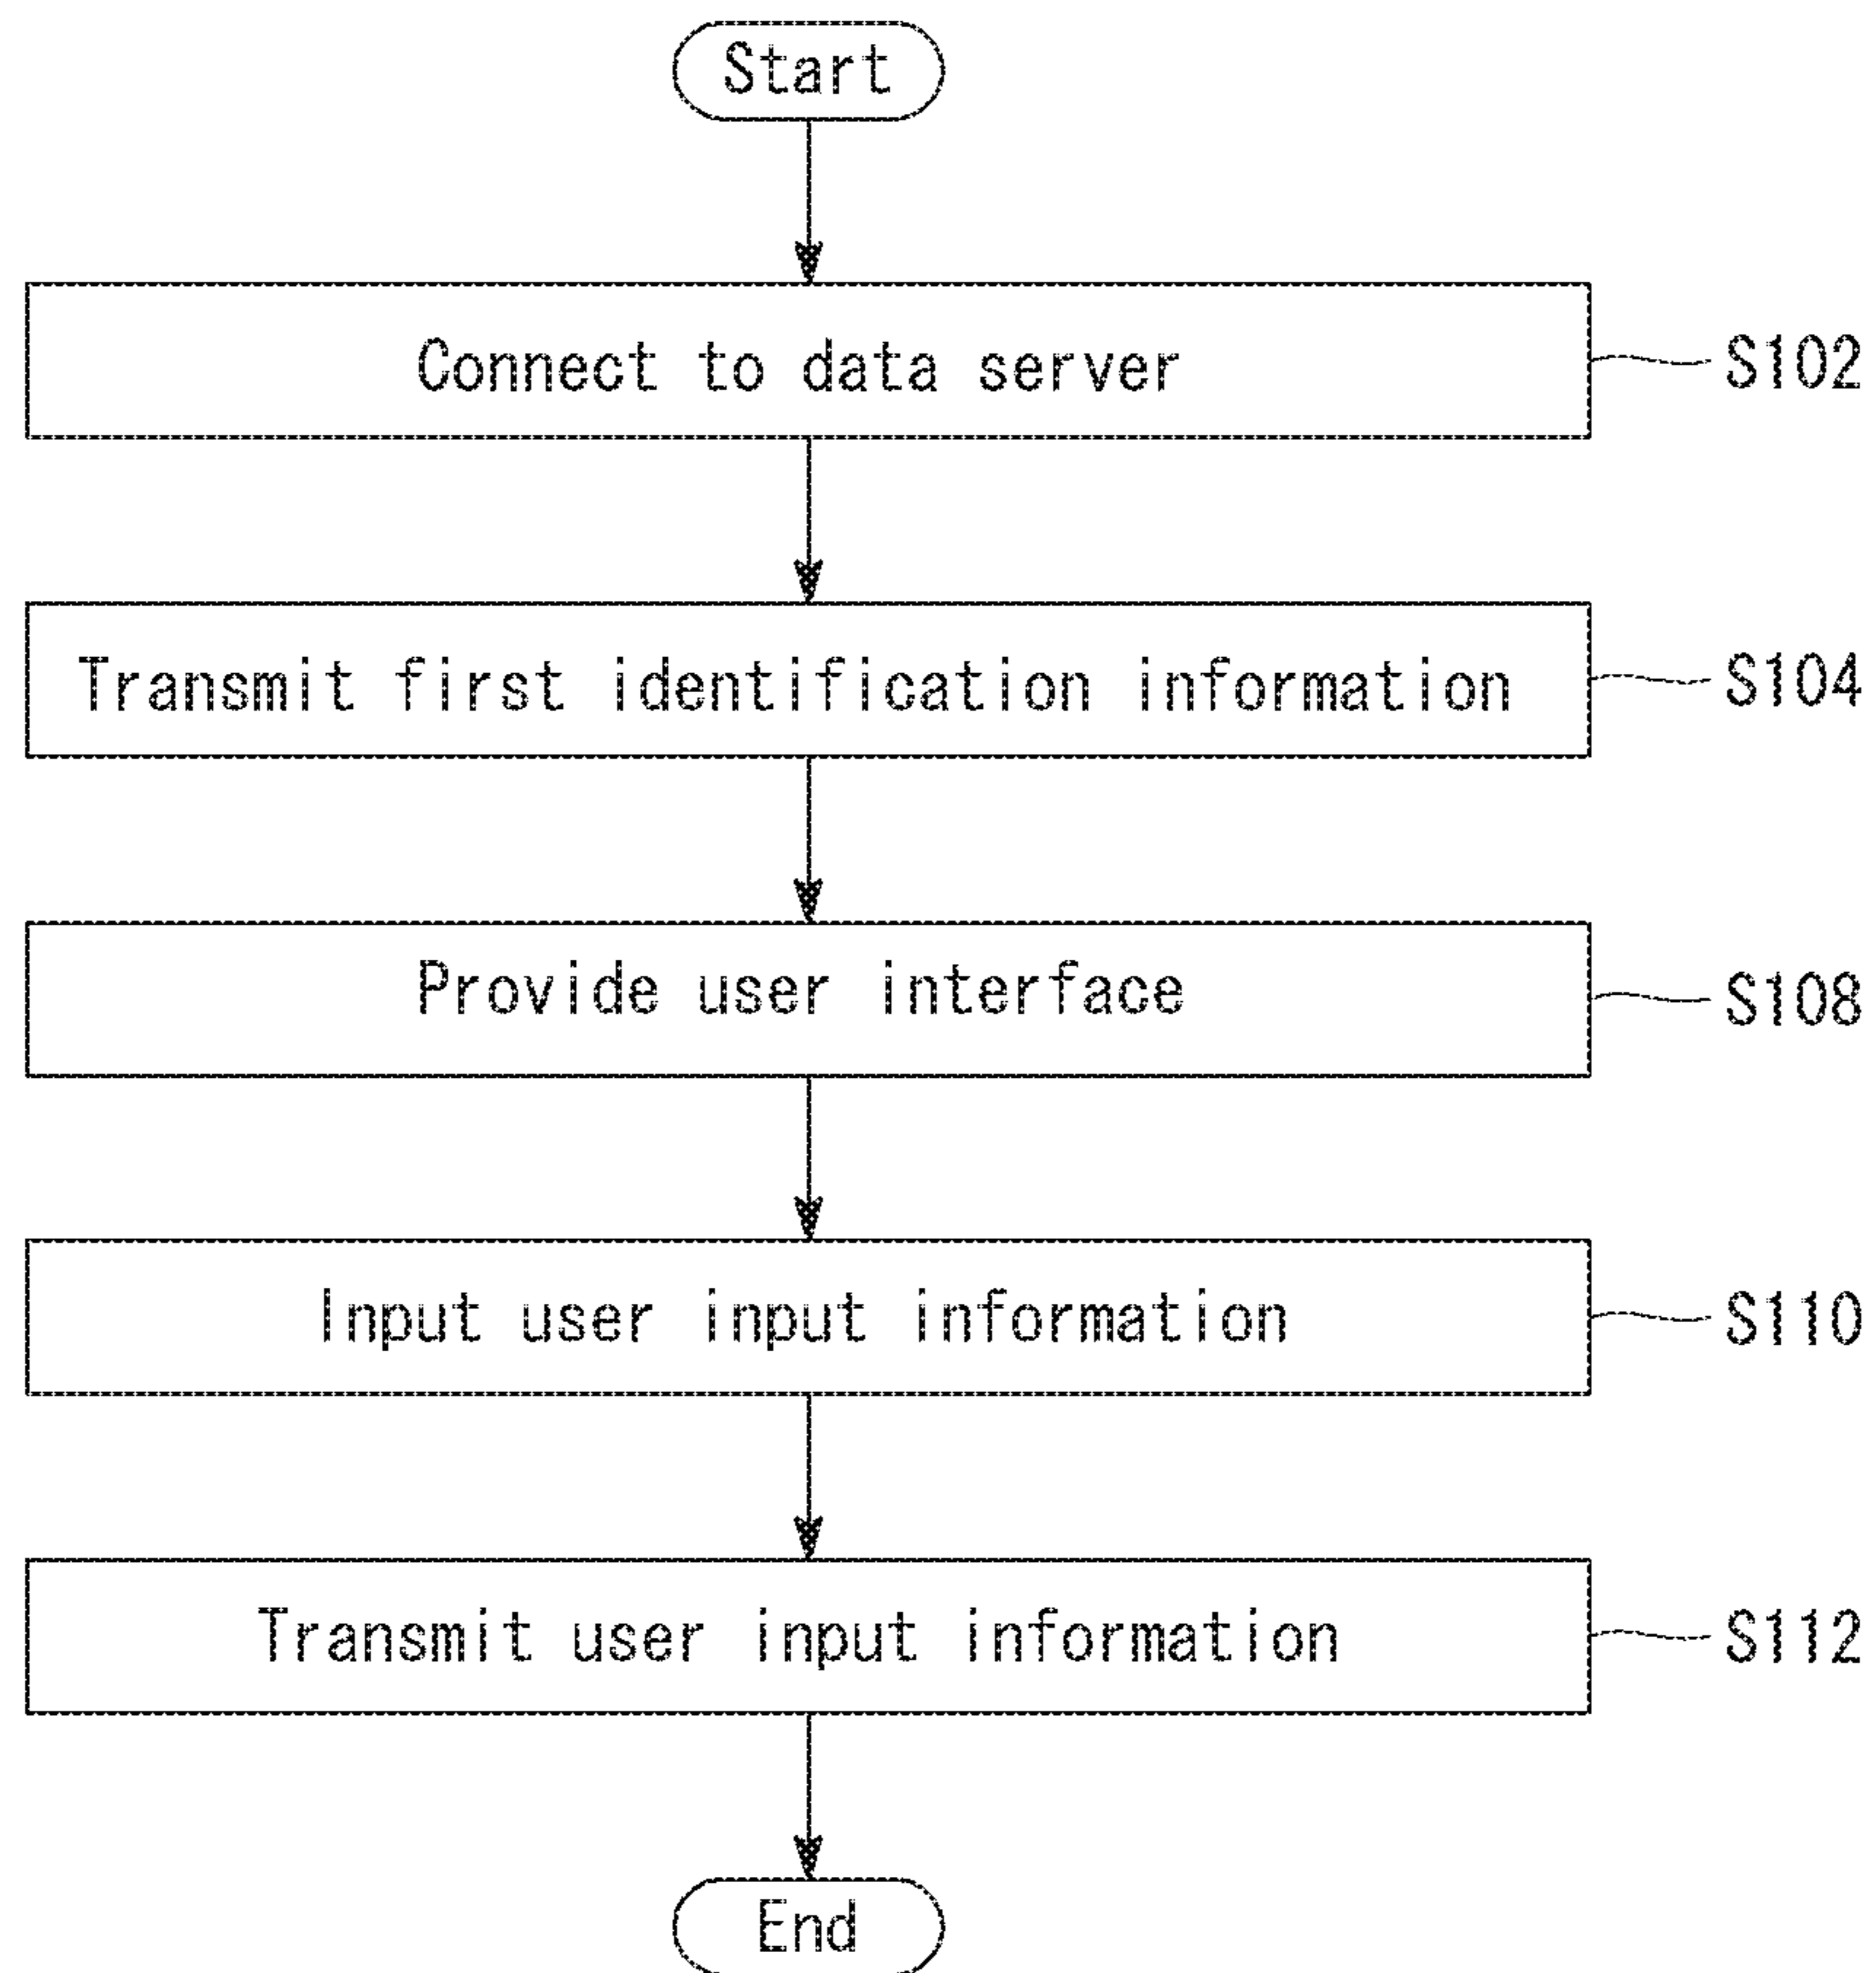 Start
Connect to data server
S102
Transmit first identification information
S104
Provide user interface
S108
Input user input information
S110
Transmit user input information
S112
End